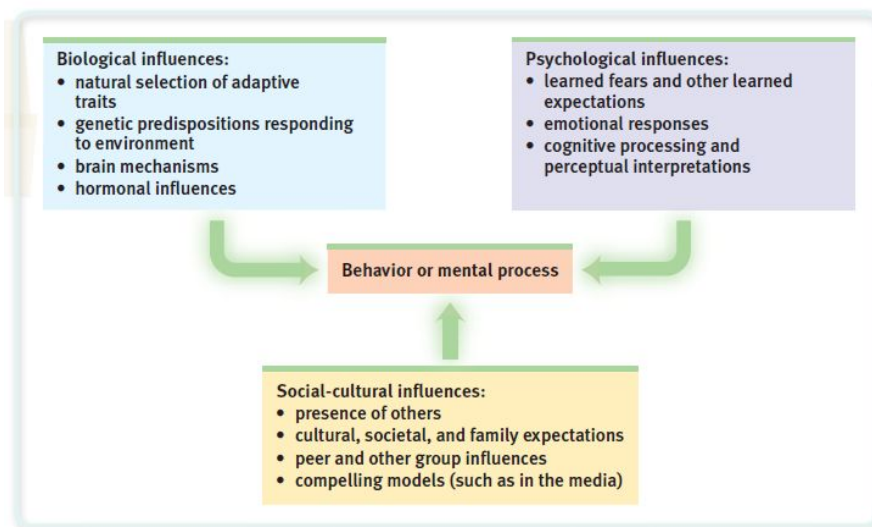 Biological influences:
• natural selection of adaptive
traits
• genetic predispositions responding
to environment
• brain mechanisms
• hormonal influences
Psychological influences:
• learned fears and other learned
expectations
• emotional responses
• cognitive processing and
perceptual interpretations
Behavior or mental process
Social-cultural influences:
• presence of others
• cultural, societal, and family expectations
• peer and other group influences
• compelling models (such as in the media)